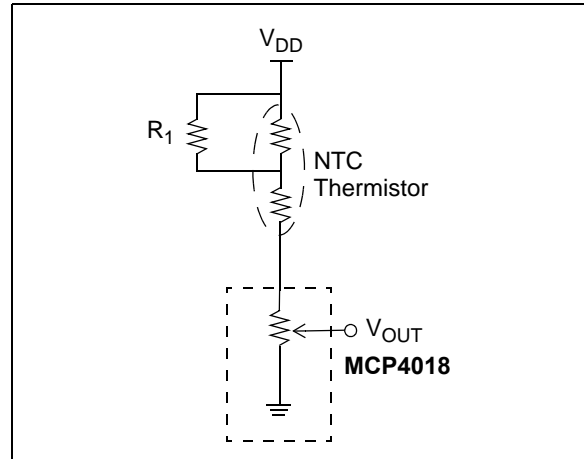 VDD
R1
NTC
Thermistor
VOUT
MCP4018